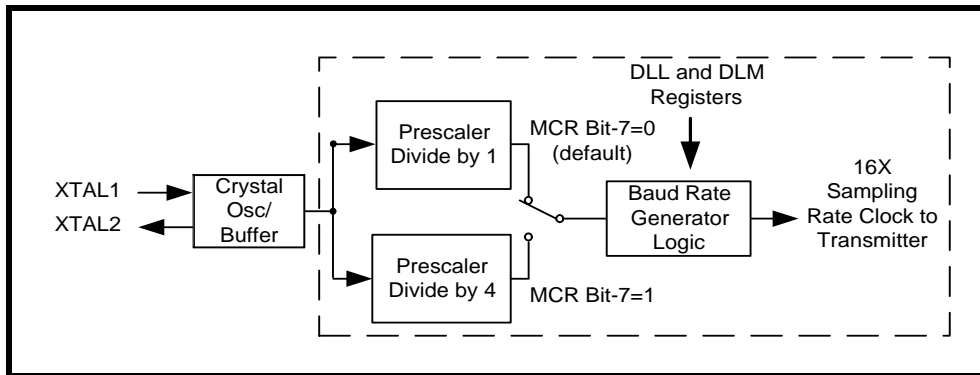 DLL and DLM
Registers
Prescaler
Divide by 1
MCR Bit-7=0
(default)
XTAL1
XTAL2
Crystal
Osc/
Buffer
Baud Rate
Generator
Logic
16X
Sampling
Rate Clock to
Transmitter
Prescaler
Divide by 4
MCR Bit-7=1